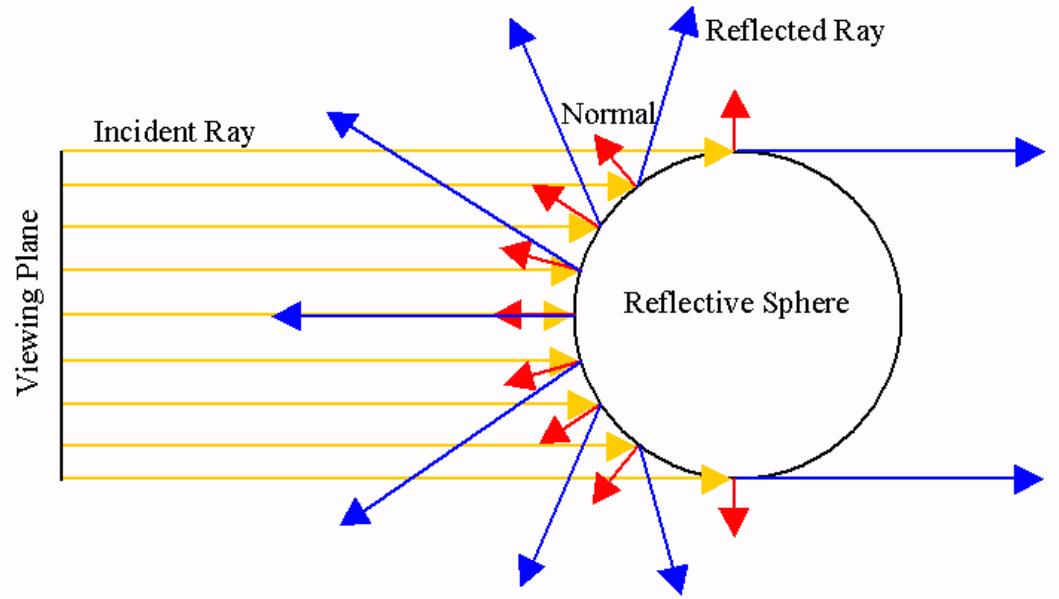 Reflected Ray
Normal
Incident Ray
Viewing Plane
Reflective Sphere